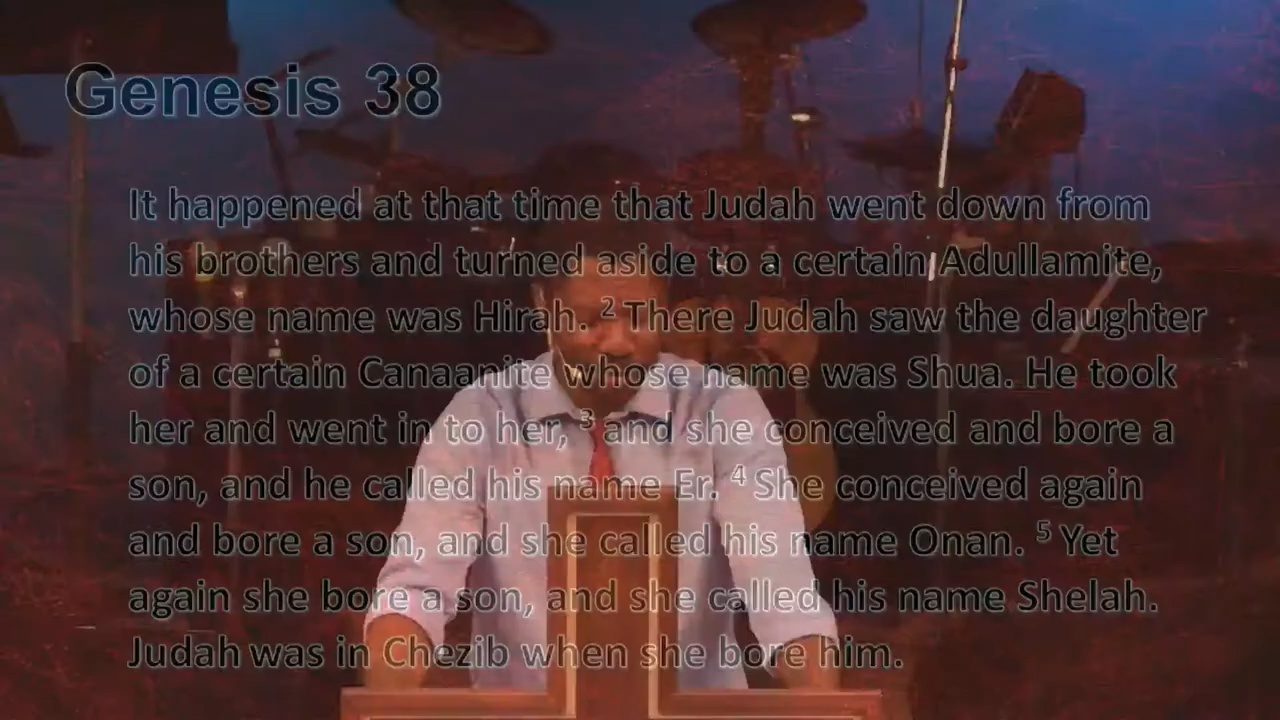 Genesis 38
It happened at that time that Judah went down from
his brothers and turned aside to a certain Adullamite,
whose name was Hirah. ² There Judah saw the daughter
of a certain Canaanite whose name was Shua. He took
her and went in to her, ³ and she conceived and bore a
son, and he called his name Er. ⁴ She conceived again
and bore a son, and she called his name Onan. ⁵ Yet
again she bore a son, and she called his name Shelah.
Judah was in Chezib when she bore him.